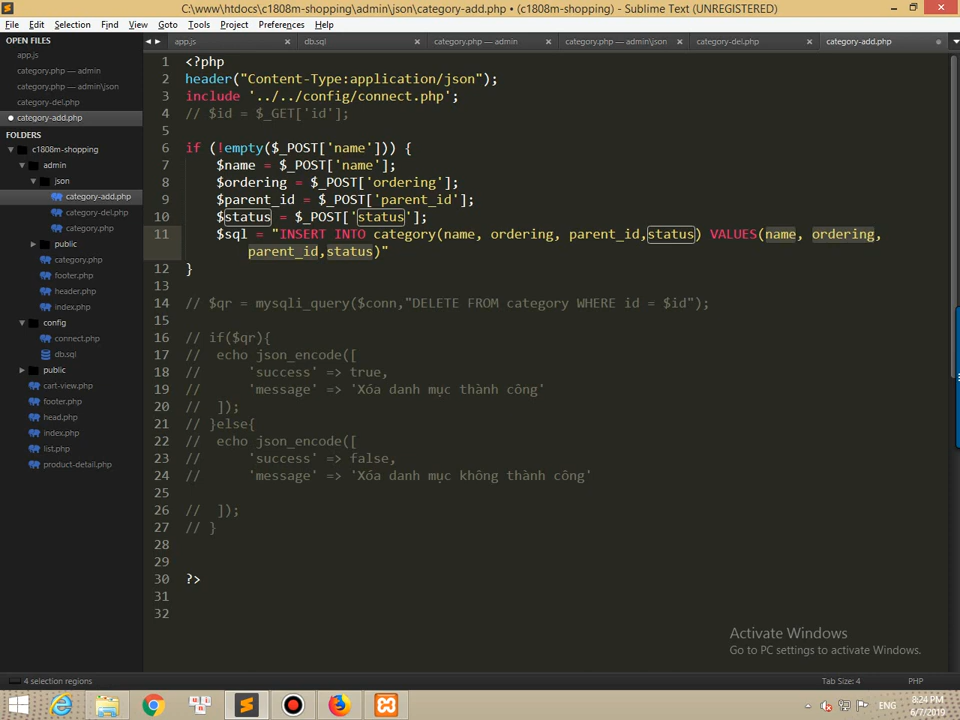 C:\www\htdocs\c1808m-shopping\admin\json\category-add.php • (c1808m-shopping) - Sublime Text (UNREGISTERED)
File Edit Selection Find View Goto Tools Project Preferences Help
OPEN FILES
app.js
category.php — admin
category.php — admin\json
category-del.php
category-add.php
FOLDERS
c1808m-shopping
admin
json
category-add.php
category-del.php
category.php
public
category.php
footer.php
header.php
index.php
config
connect.php
db.sql
public
cart-view.php
footer.php
head.php
index.php
list.php
product-detail.php
app.js db.sql category.php — admin category.php — admin\json category-del.php category-add.php
1 <?php
2 header("Content-Type:application/json");
3 include '../../config/connect.php';
4 // $id = $_GET['id'];
5
6 if (!empty($_POST['name'])) {
7 $name = $_POST['name'];
8 $ordering = $_POST['ordering'];
9 $parent_id = $_POST['parent_id'];
10 $status = $_POST['status'];
11 $sql = "INSERT INTO category(name, ordering, parent_id,status) VALUES(name, ordering,
parent_id,status)"
12 }
13
14 // $qr = mysqli_query($conn,"DELETE FROM category WHERE id = $id");
15
16 // if($qr){
17 // echo json_encode([
18 // 'success' => true,
19 // 'message' => 'Xóa danh mục thành công'
20 // ]);
21 // }else{
22 // echo json_encode([
23 // 'success' => false,
24 // 'message' => 'Xóa danh mục không thành công'
25
26 // ]);
27 // }
28
29
30 ?>
31
32
Activate Windows
Go to PC settings to activate Windows.
4 selection regions Tab Size: 4 PHP
ENG 8:24 PM
6/7/2019